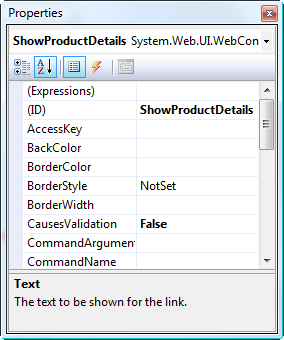 Properties
ShowProductDetails System.Web.UI.WebCon
(Expressions)
(ID) ShowProductDetails
AccessKey
BackColor
BorderColor
BorderStyle NotSet
BorderWidth
CausesValidation False
CommandArgumen
CommandName
Text
The text to be shown for the link.